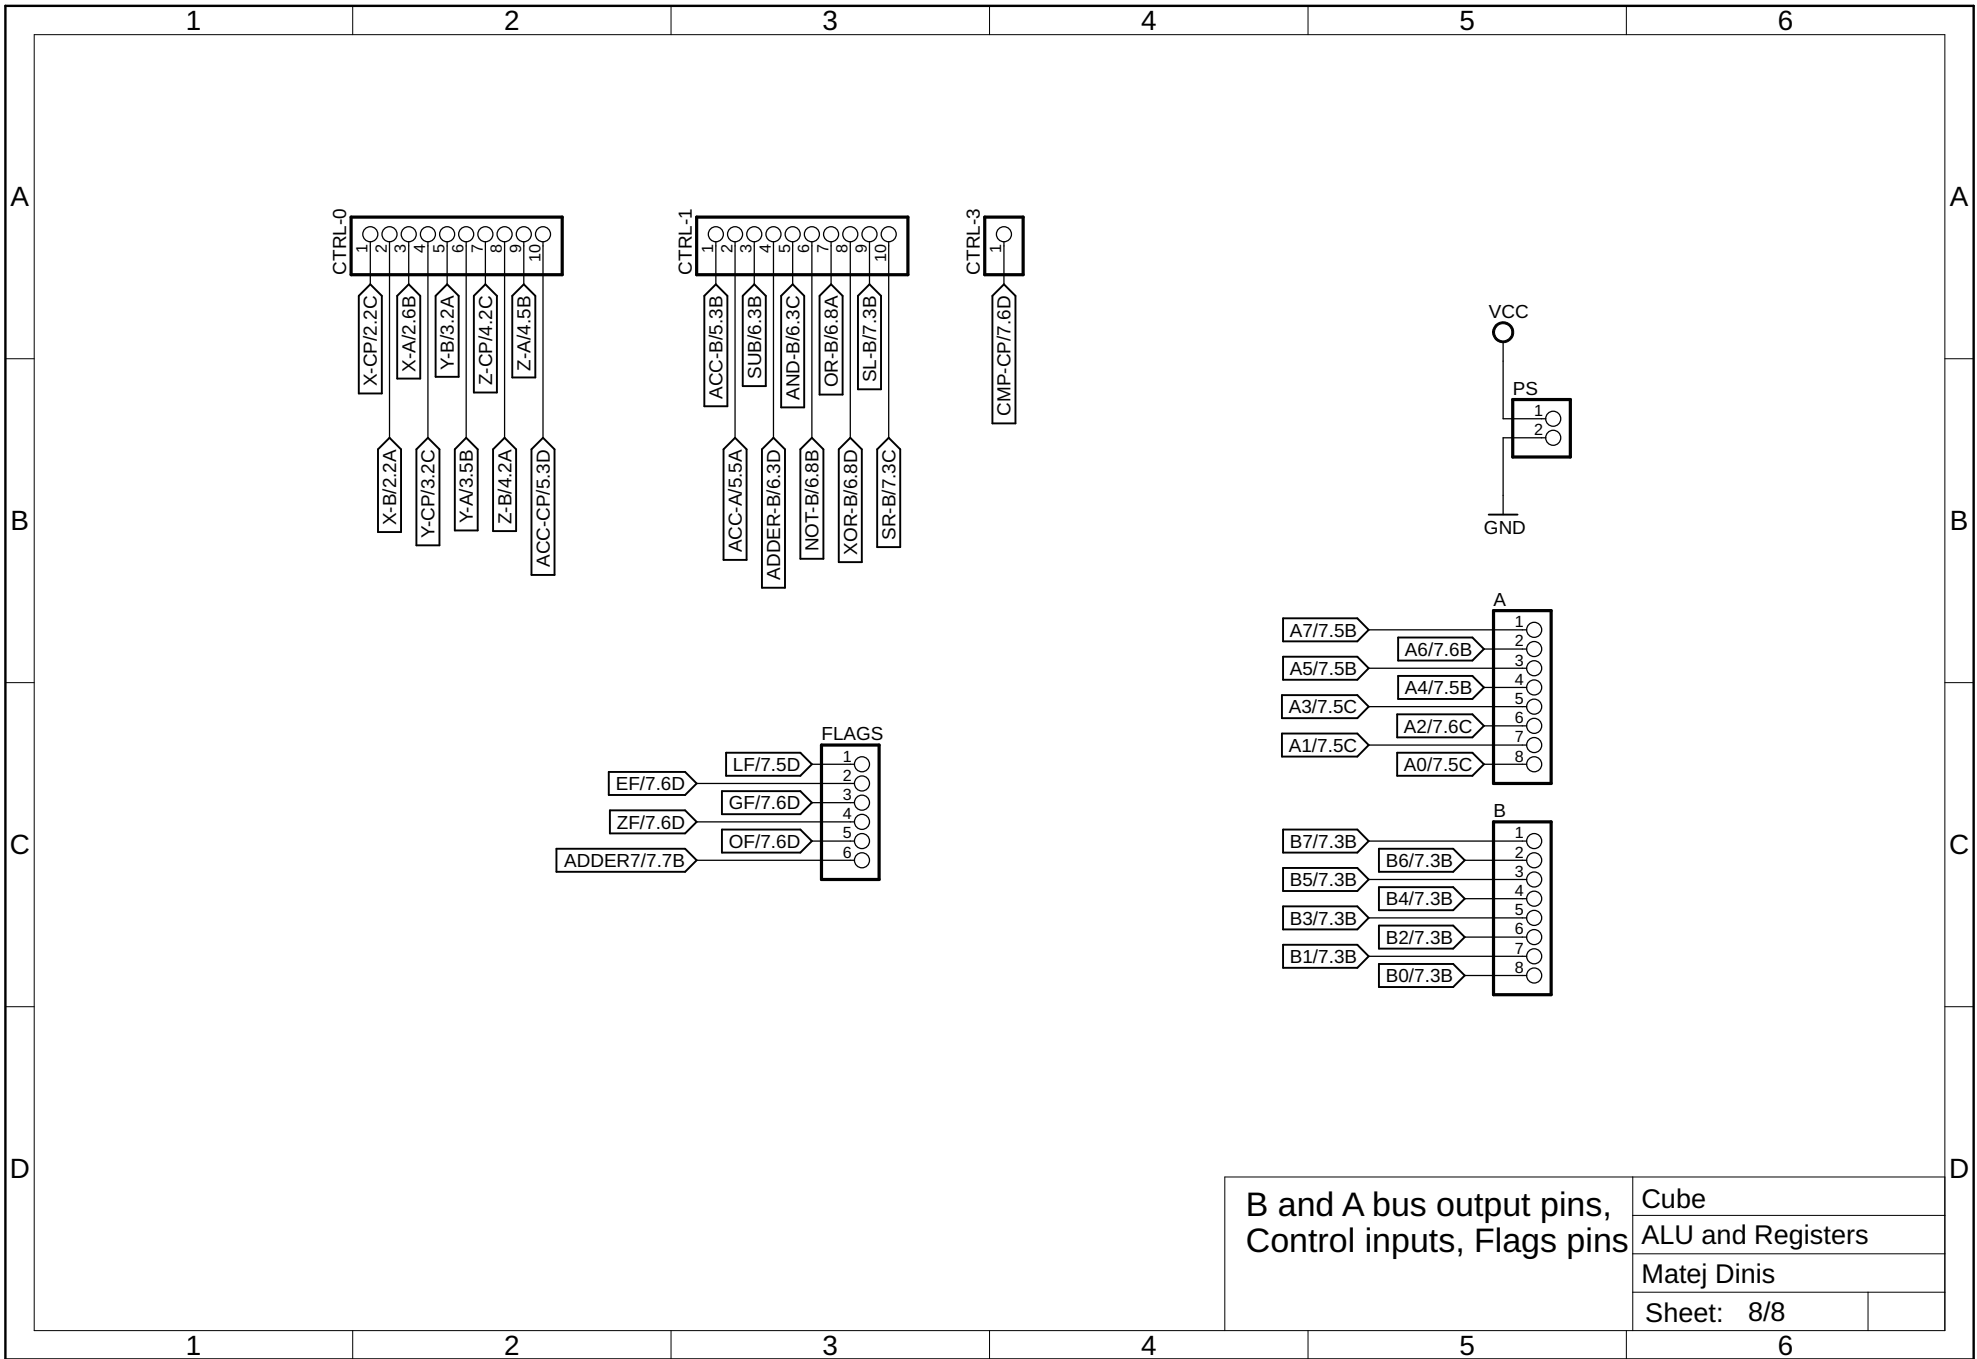 1 2 3 4 5 6
A A
CTRL-0
1 2 3 4 5 6 7 8 9 10
X-CP/2.2C
X-B/2.2A
X-A/2.6B
Y-CP/3.2C
Y-B/3.2A
Y-A/3.5B
Z-CP/4.2C
Z-B/4.2A
Z-A/4.5B
ACC-CP/5.3D
CTRL-1
1 2 3 4 5 6 7 8 9 10
ACC-B/5.3B
ACC-A/5.5A
SUB/6.3B
ADDER-B/6.3D
AND-B/6.3C
NOT-B/6.8B
OR-B/6.8A
XOR-B/6.8D
SL-B/7.3B
SR-B/7.3C
CTRL-3
1
CMP-CP/7.6D
VCC
PS
1
2
GND
B B
A
A7/7.5B 1
A6/7.6B 2
A5/7.5B 3
A4/7.5B 4
A3/7.5C 5
A2/7.6C 6
A1/7.5C 7
A0/7.5C 8
FLAGS
LF/7.5D 1
EF/7.6D 2
GF/7.6D 3
ZF/7.6D 4
OF/7.6D 5
ADDER7/7.7B 6
C C
B
B7/7.3B 1
B6/7.3B 2
B5/7.3B 3
B4/7.3B 4
B3/7.3B 5
B2/7.3B 6
B1/7.3B 7
B0/7.3B 8
D D
B and A bus output pins,
Control inputs, Flags pins
Cube
ALU and Registers
Matej Dinis
Sheet: 8/8
1 2 3 4 5 6